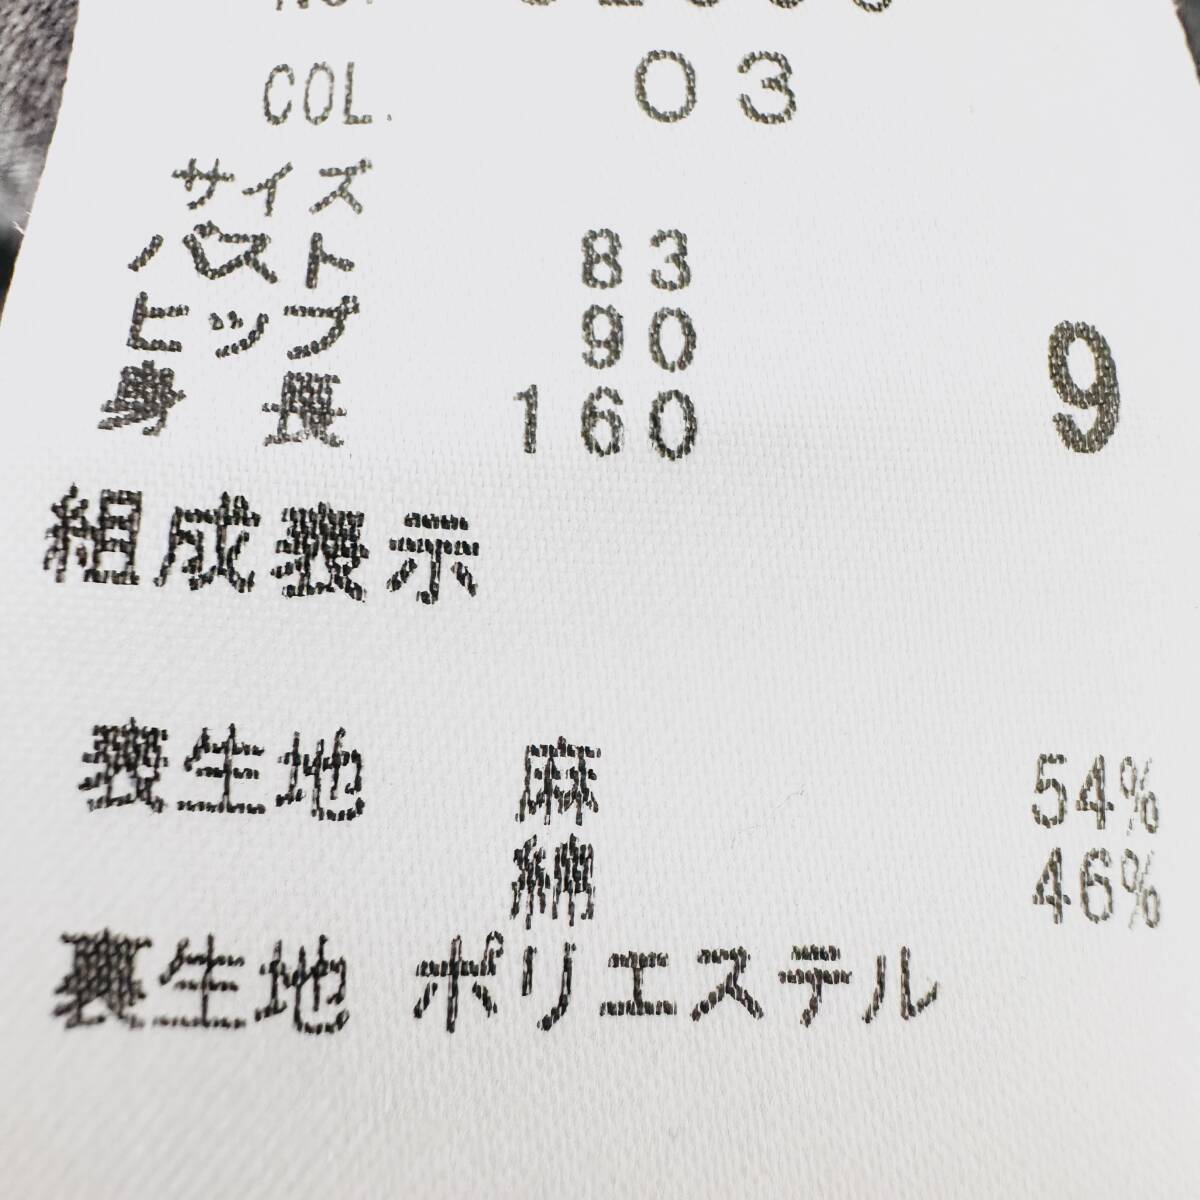 COL. 03
サイズ
バスト 83
ヒップ 90
身長 160 9
組成表示
表生地 麻 54%
綿 46%
裏生地 ポリエステル